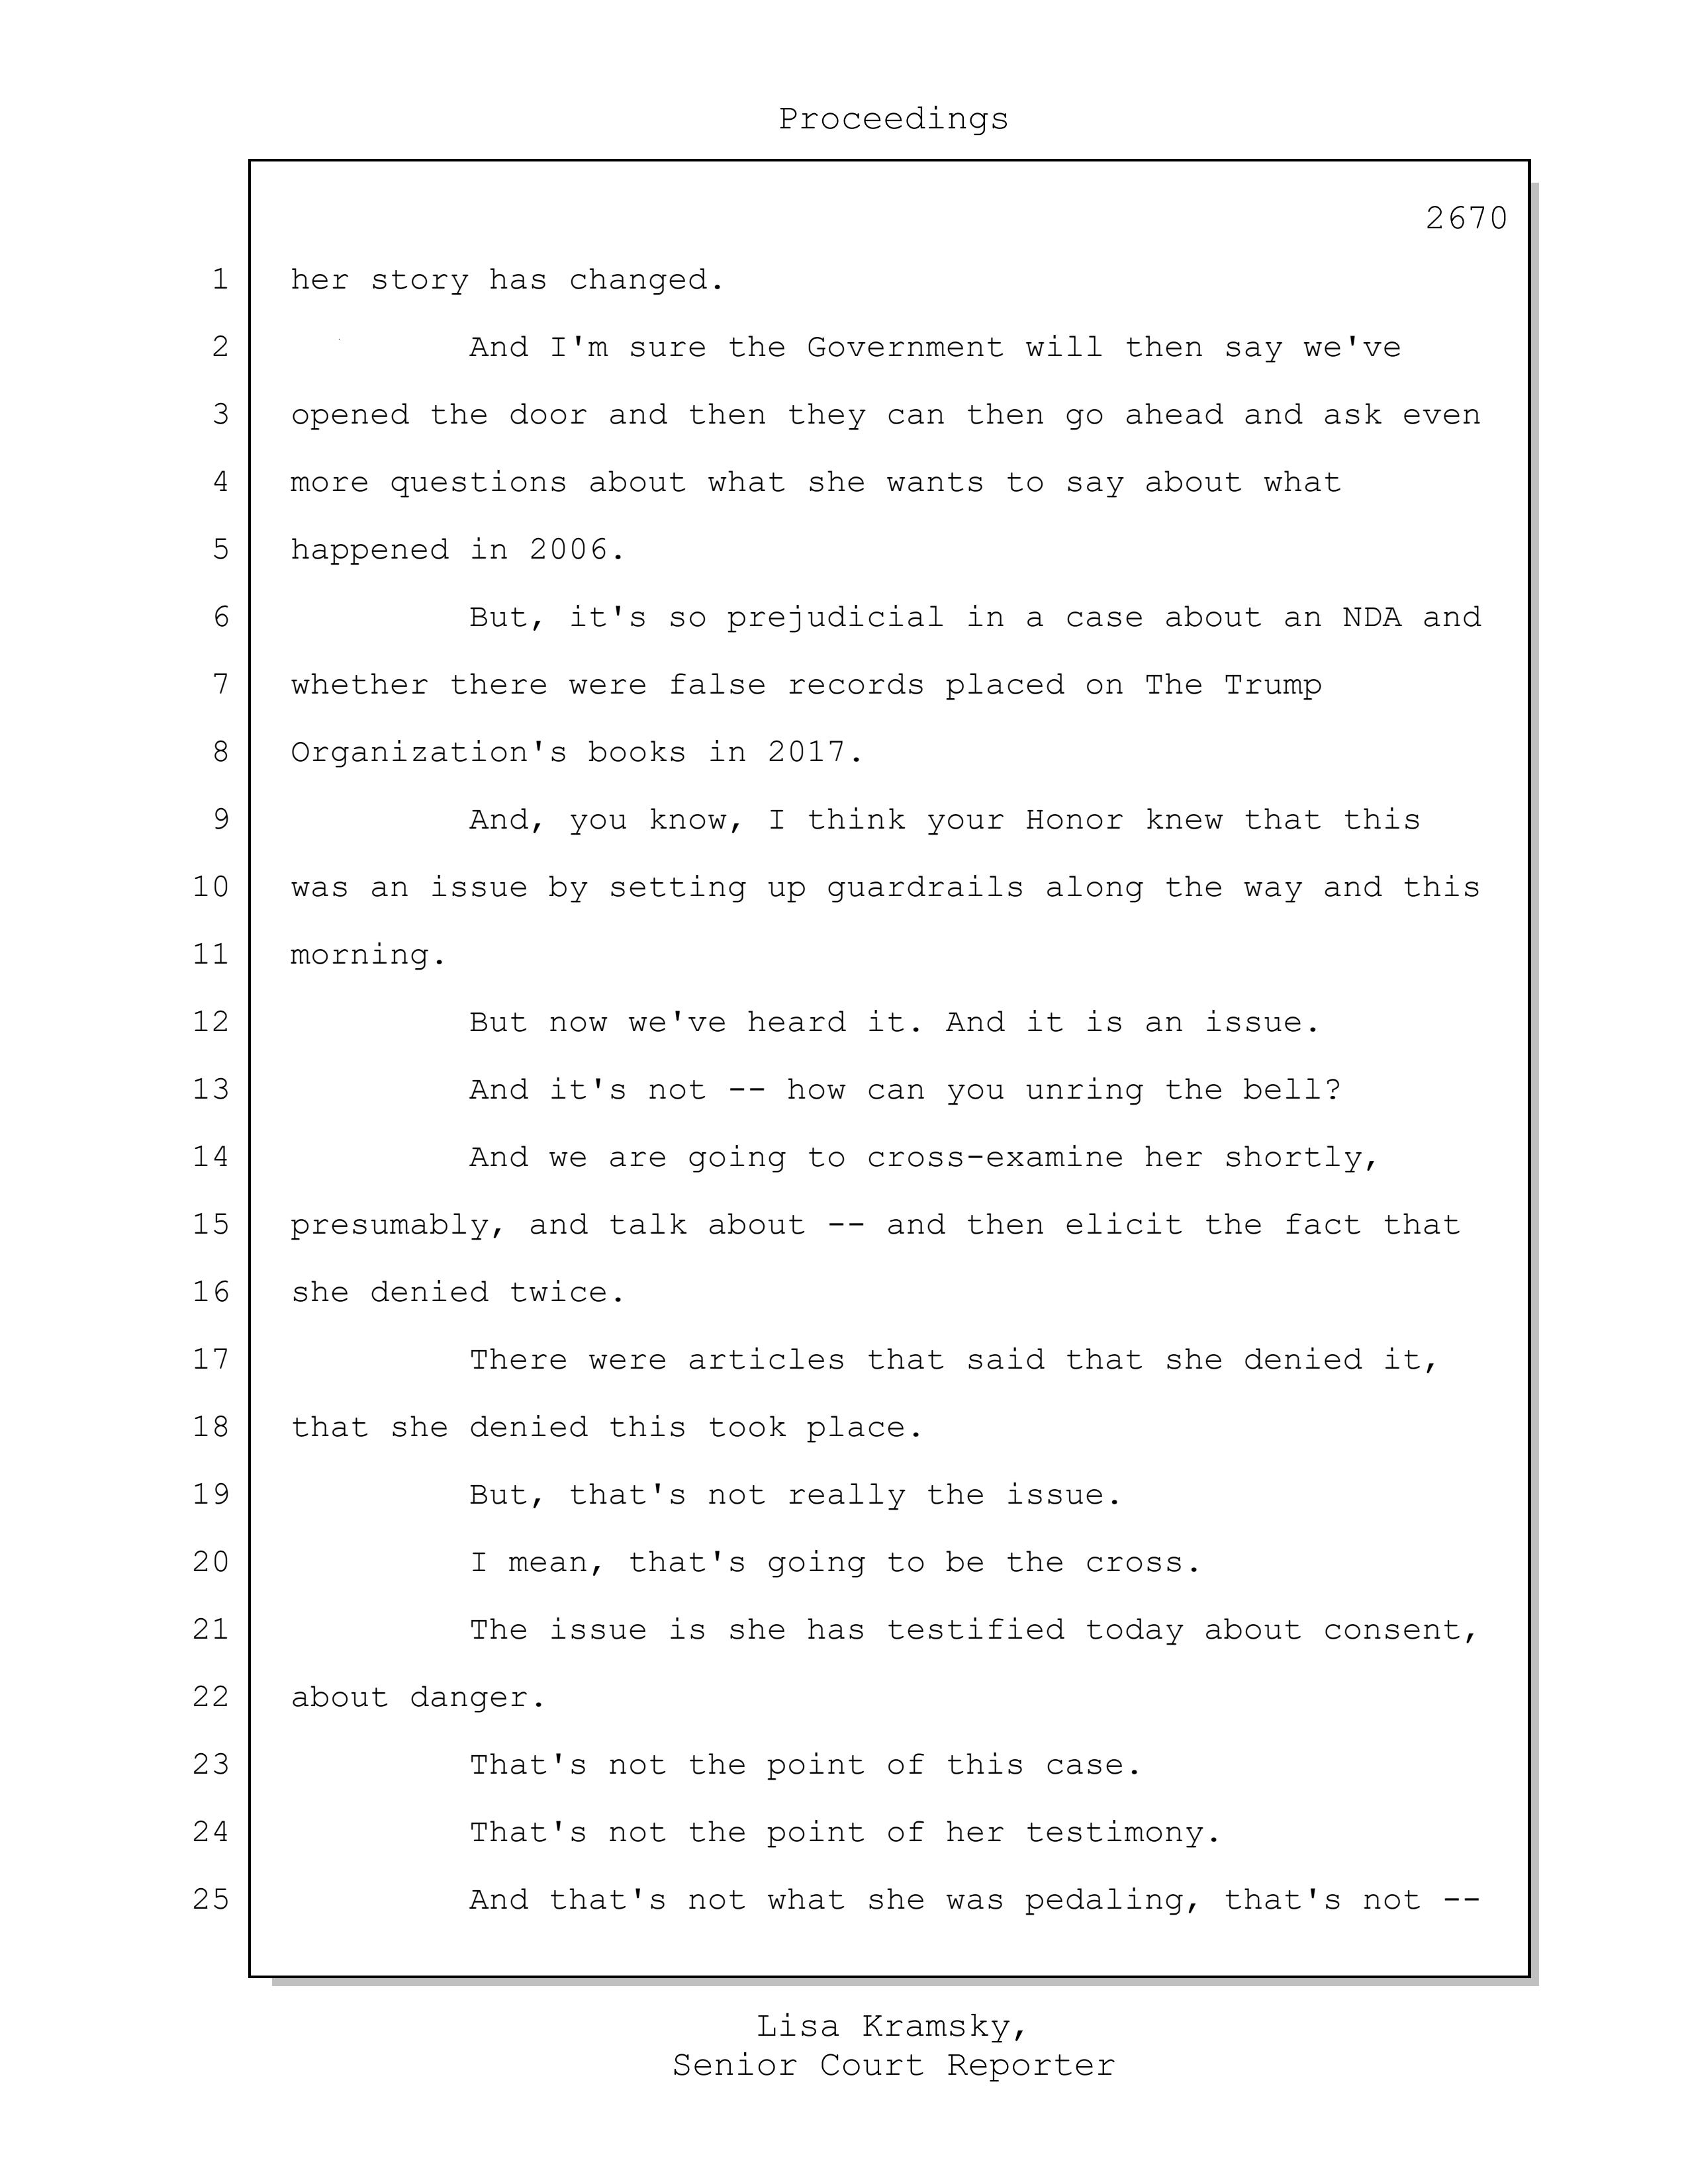 Proceedings
2670
1 her story has changed.
2 And I'm sure the Government will then say we've
3 opened the door and then they can then go ahead and ask even
4 more questions about what she wants to say about what
5 happened in 2006.
6 But, it's so prejudicial in a case about an NDA and
7 whether there were false records placed on The Trump
8 Organization's books in 2017.
9 And, you know, I think your Honor knew that this
10 was an issue by setting up guardrails along the way and this
11 morning.
12 But now we've heard it. And it is an issue.
13 And it's not -- how can you unring the bell?
14 And we are going to cross-examine her shortly,
15 presumably, and talk about -- and then elicit the fact that
16 she denied twice.
17 There were articles that said that she denied it,
18 that she denied this took place.
19 But, that's not really the issue.
20 I mean, that's going to be the cross.
21 The issue is she has testified today about consent,
22 about danger.
23 That's not the point of this case.
24 That's not the point of her testimony.
25 And that's not what she was pedaling, that's not --
Lisa Kramsky,
Senior Court Reporter